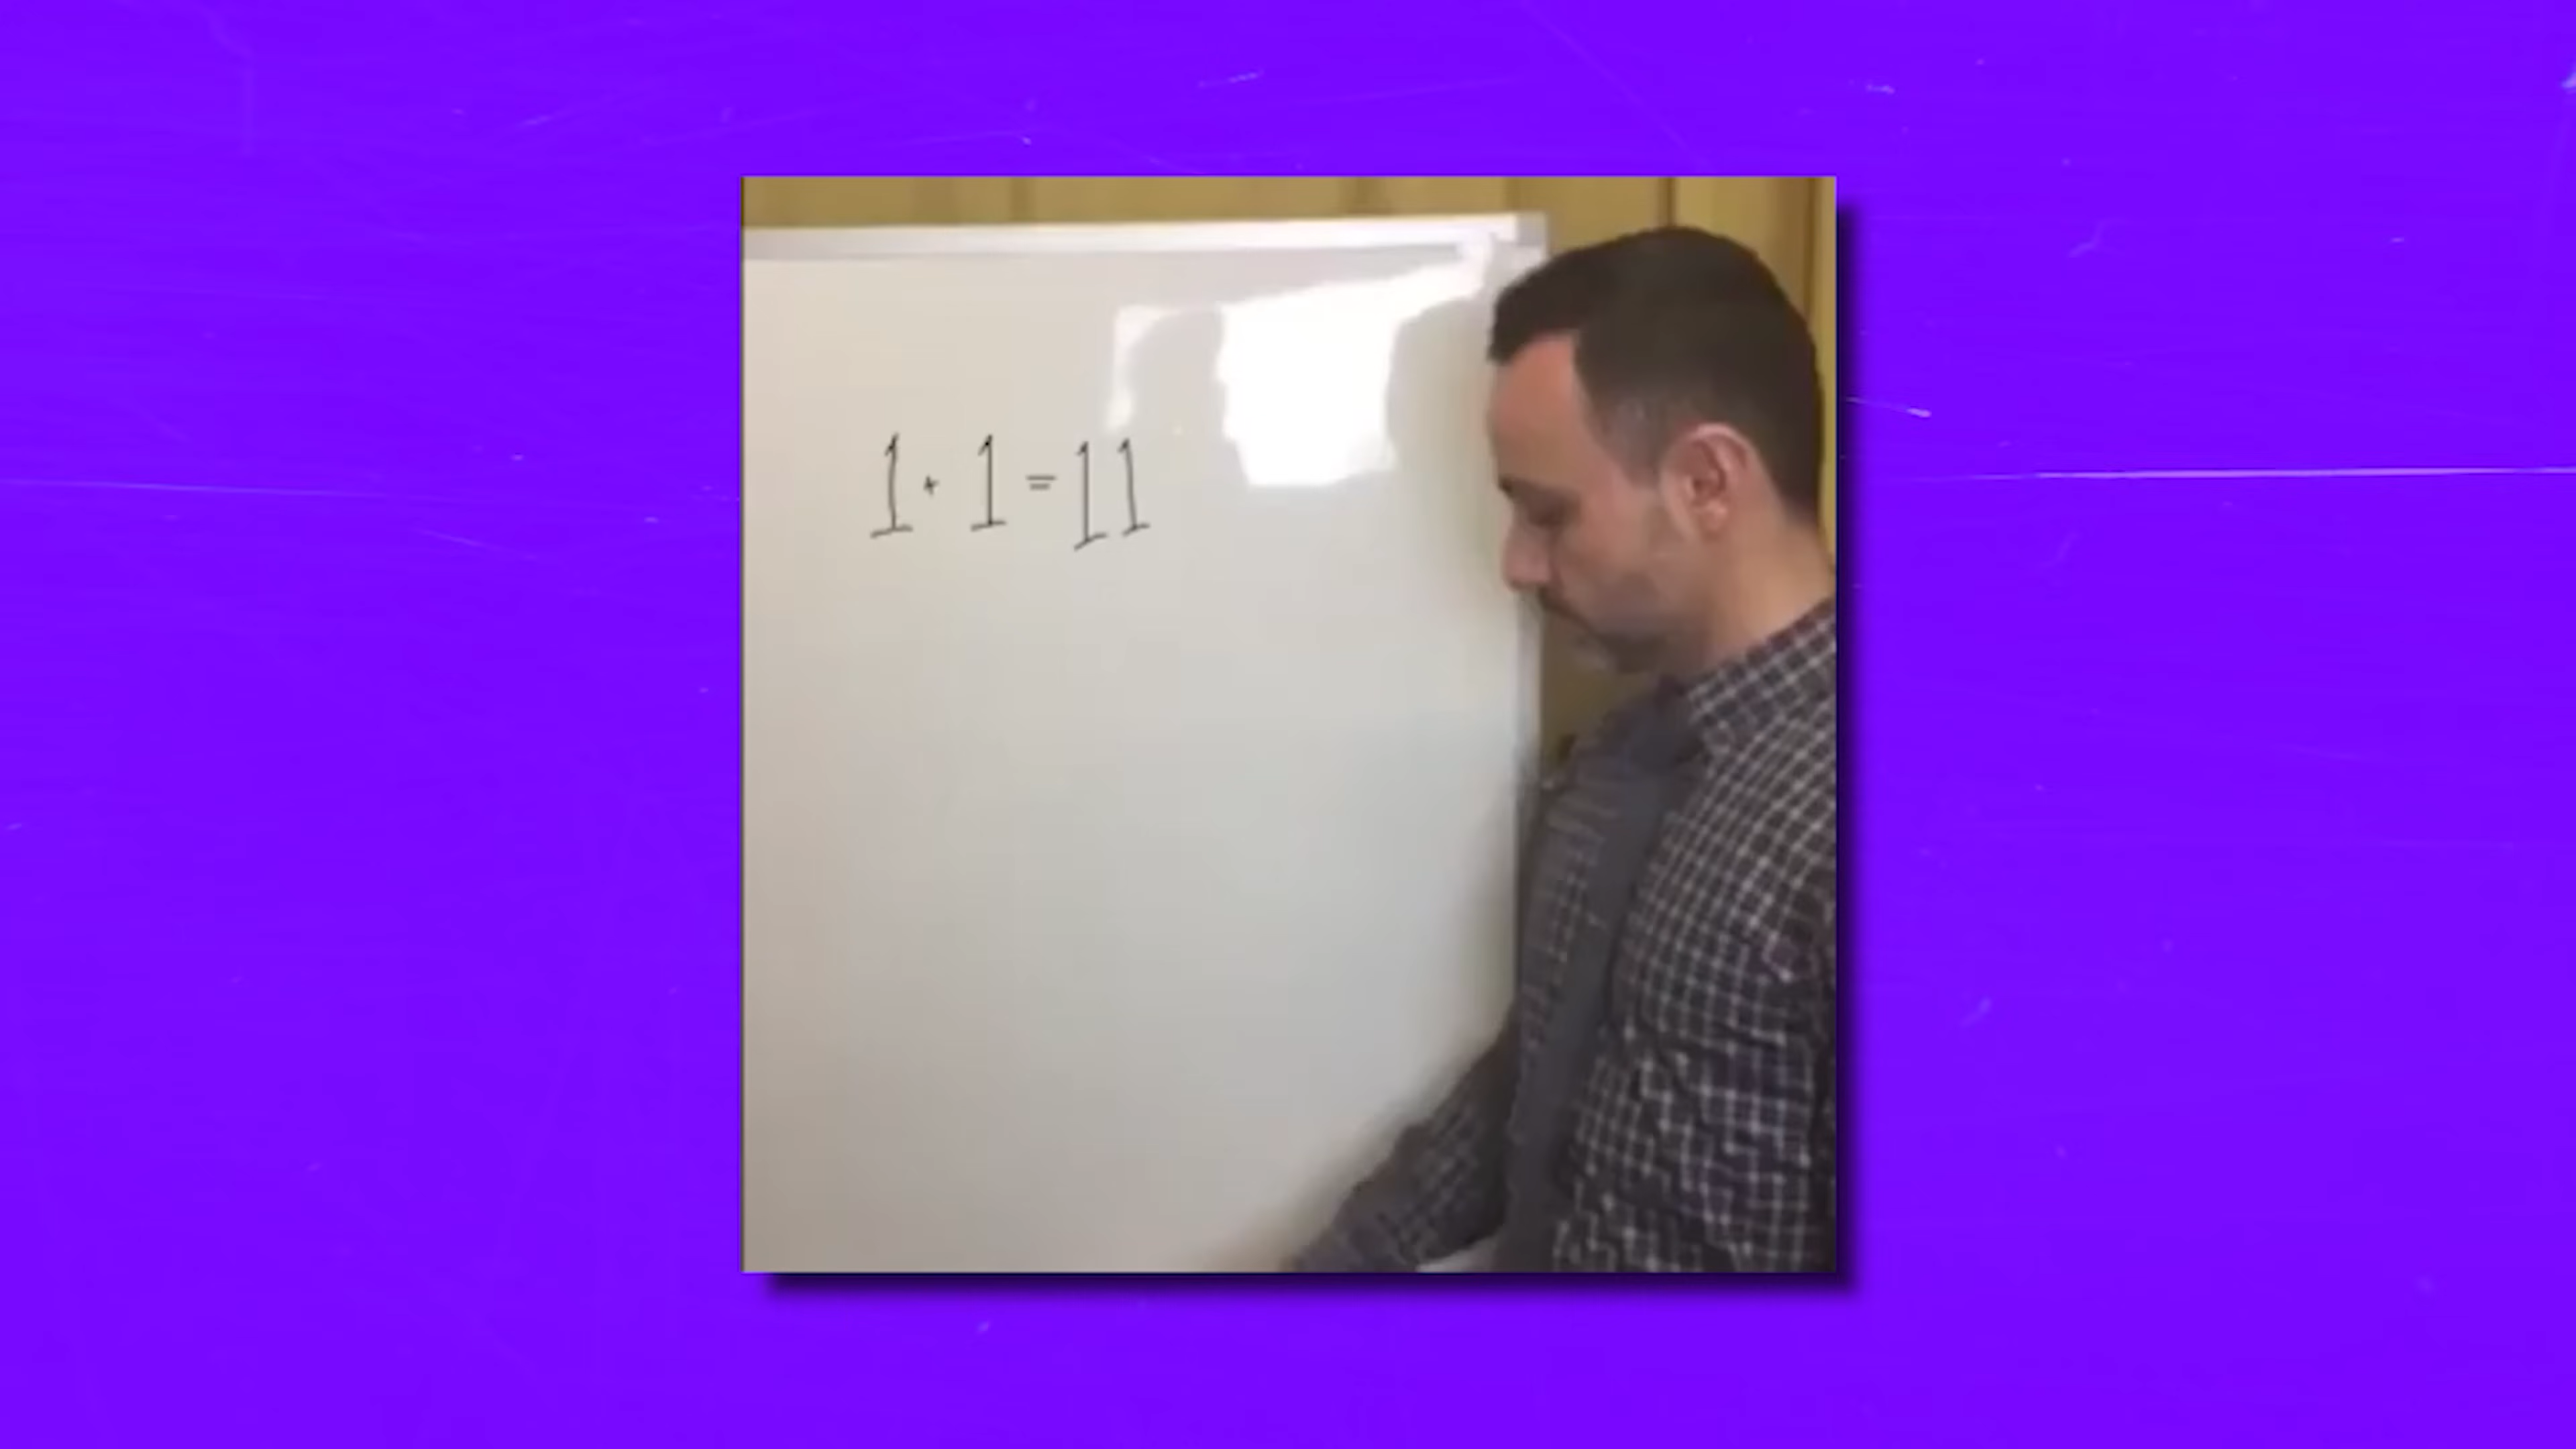 1 + 1 = 11